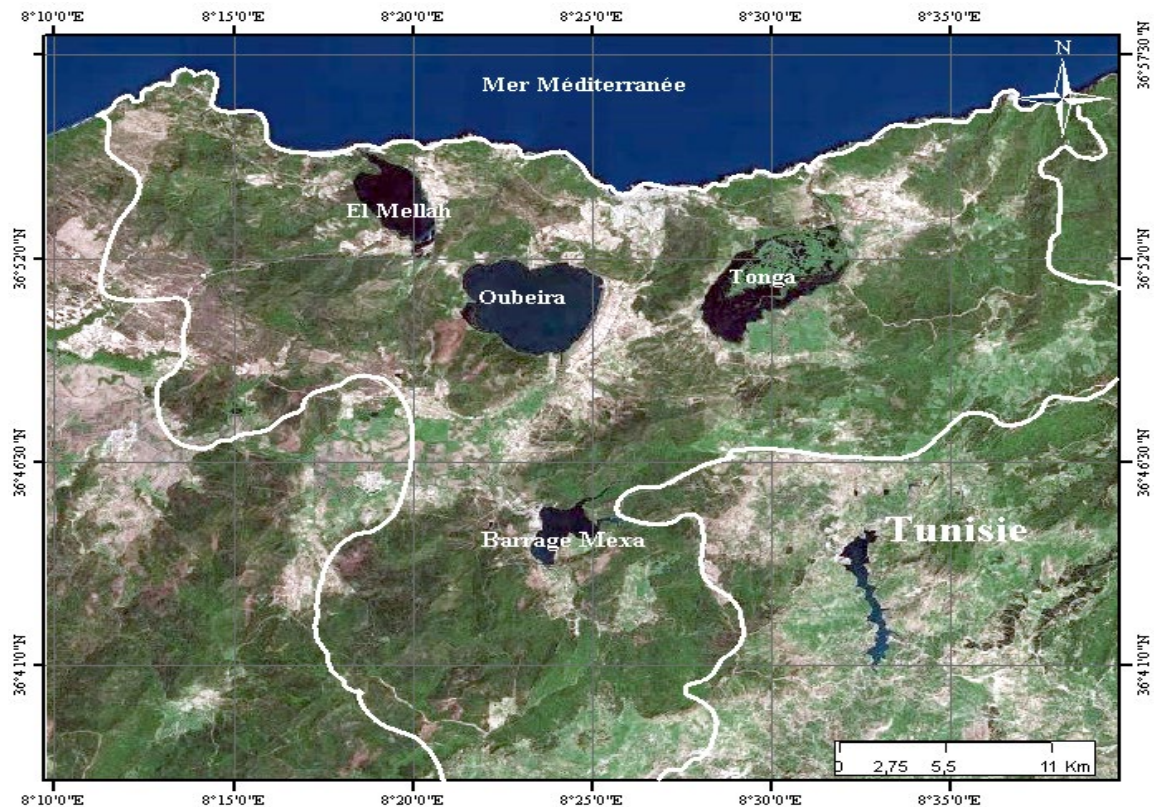 8°10'0"E 8°15'0"E 8°20'0"E 8°25'0"E 8°30'0"E 8°35'0"E
36°57'30"N
N
Mer Méditerranée
El Mellah
36°52'0"N 36°52'0"N
Tonga
Oubeira
36°46'30"N 36°46'30"N
Tunisie
Barrage Mexa
36°41'0"N 36°41'0"N
0 2,75 5,5 11 Km
8°10'0"E 8°15'0"E 8°20'0"E 8°25'0"E 8°30'0"E 8°35'0"E